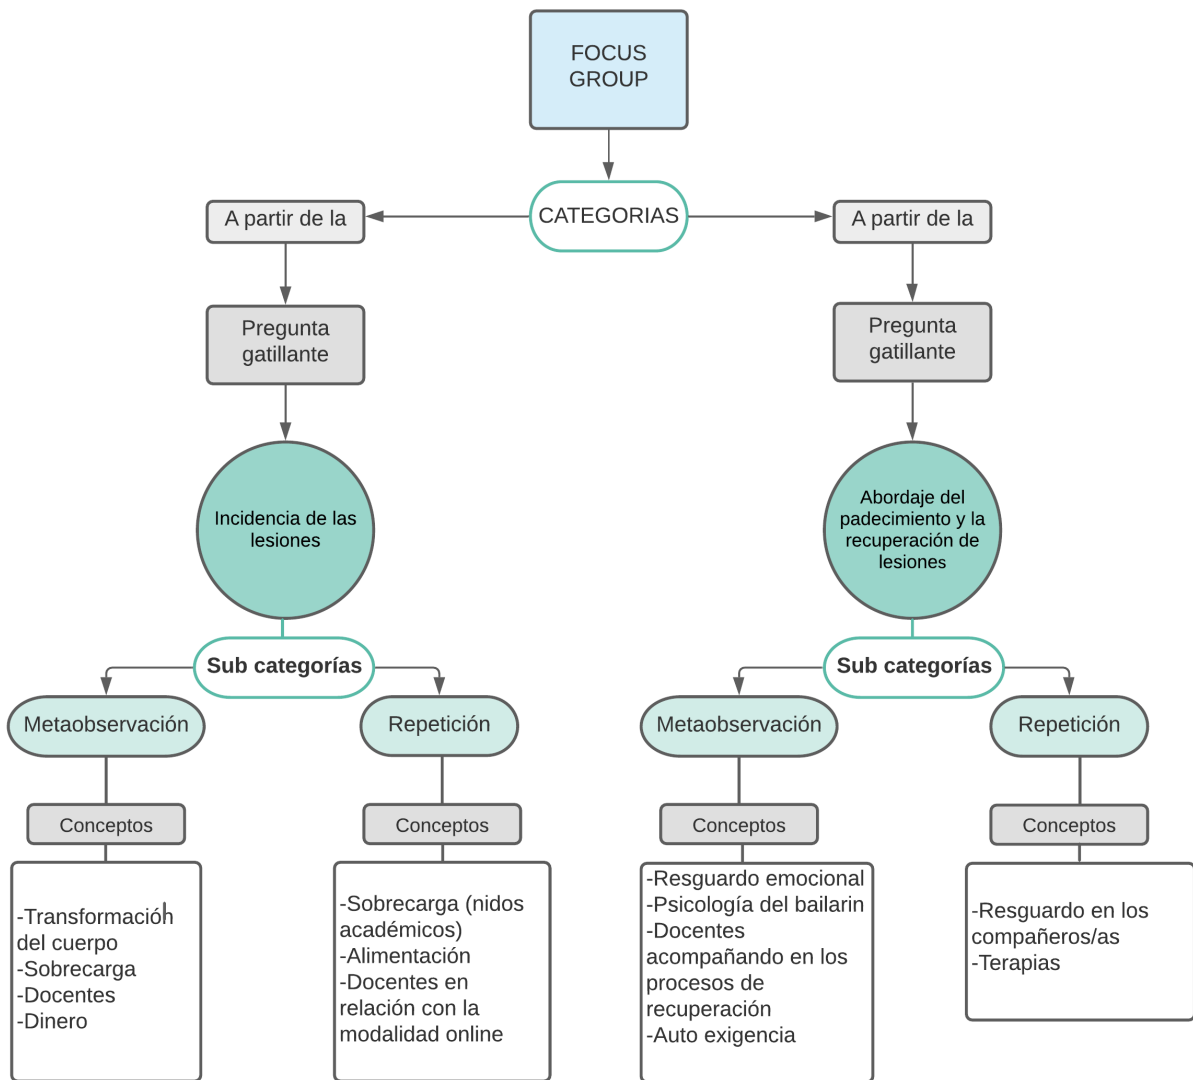 FOCUS
GROUP
CATEGORIAS
A partir de la
A partir de la
Pregunta
gatillante
Pregunta
gatillante
Incidencia de las
lesiones
Abordaje del
padecimiento y la
recuperación de
lesiones
Sub categorías
Sub categorías
Metaobservación
Repetición
Metaobservación
Repetición
Conceptos
Conceptos
Conceptos
Conceptos
-Transformación
del cuerpo
-Sobrecarga
-Docentes
-Dinero
-Sobrecarga (nidos
académicos)
-Alimentación
-Docentes en
relación con la
modalidad online
-Resguardo emocional
-Psicología del bailarin
-Docentes
acompañando en los
procesos de
recuperación
-Auto exigencia
-Resguardo en los
compañeros/as
-Terapias